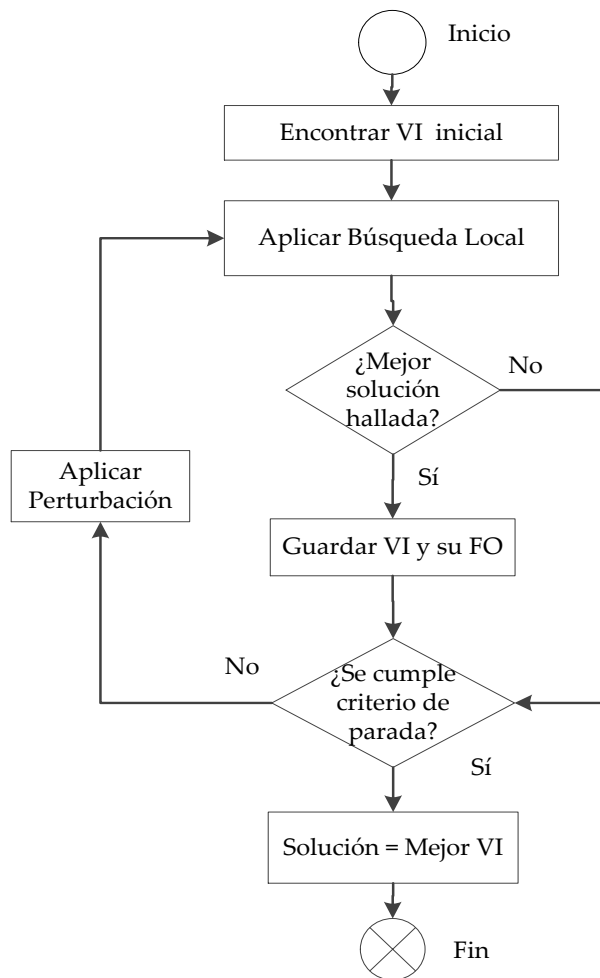 Inicio
Encontrar VI inicial
Aplicar Búsqueda Local
¿Mejor
solución
hallada?
No
Sí
Aplicar
Perturbación
Guardar VI y su FO
No
¿Se cumple
criterio de
parada?
Sí
Solución = Mejor VI
Fin